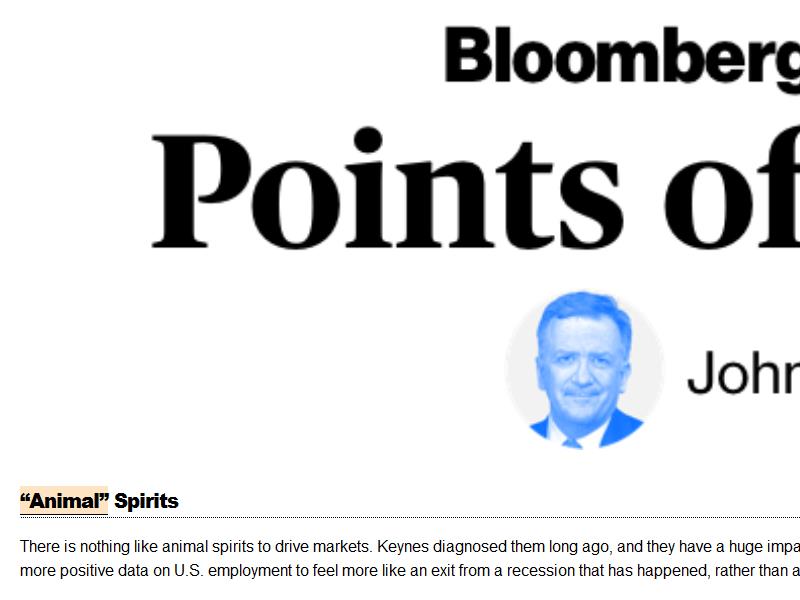 Bloomberg
Points of
John
“Animal” Spirits
There is nothing like animal spirits to drive markets. Keynes diagnosed them long ago, and they have a huge
more positive data on U.S. employment to feel more like an exit from a recession that has happened, rather than a